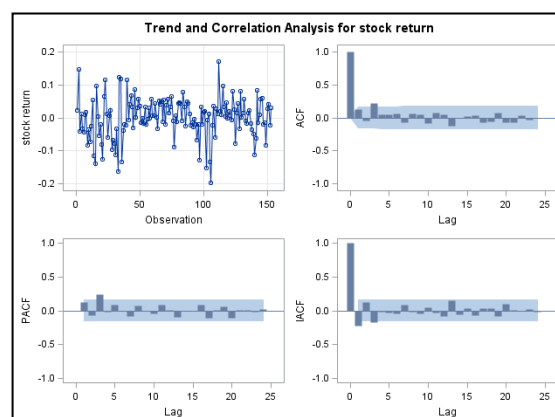 Trend and Correlation Analysis for stock return
stock return
0.2
0.1
0.0
-0.1
-0.2
0 50 100 150
Observation
ACF
1.0
0.5
0.0
-0.5
-1.0
0 5 10 15 20 25
Lag
PACF
1.0
0.5
0.0
-0.5
-1.0
0 5 10 15 20 25
Lag
IACF
1.0
0.5
0.0
-0.5
-1.0
0 5 10 15 20 25
Lag